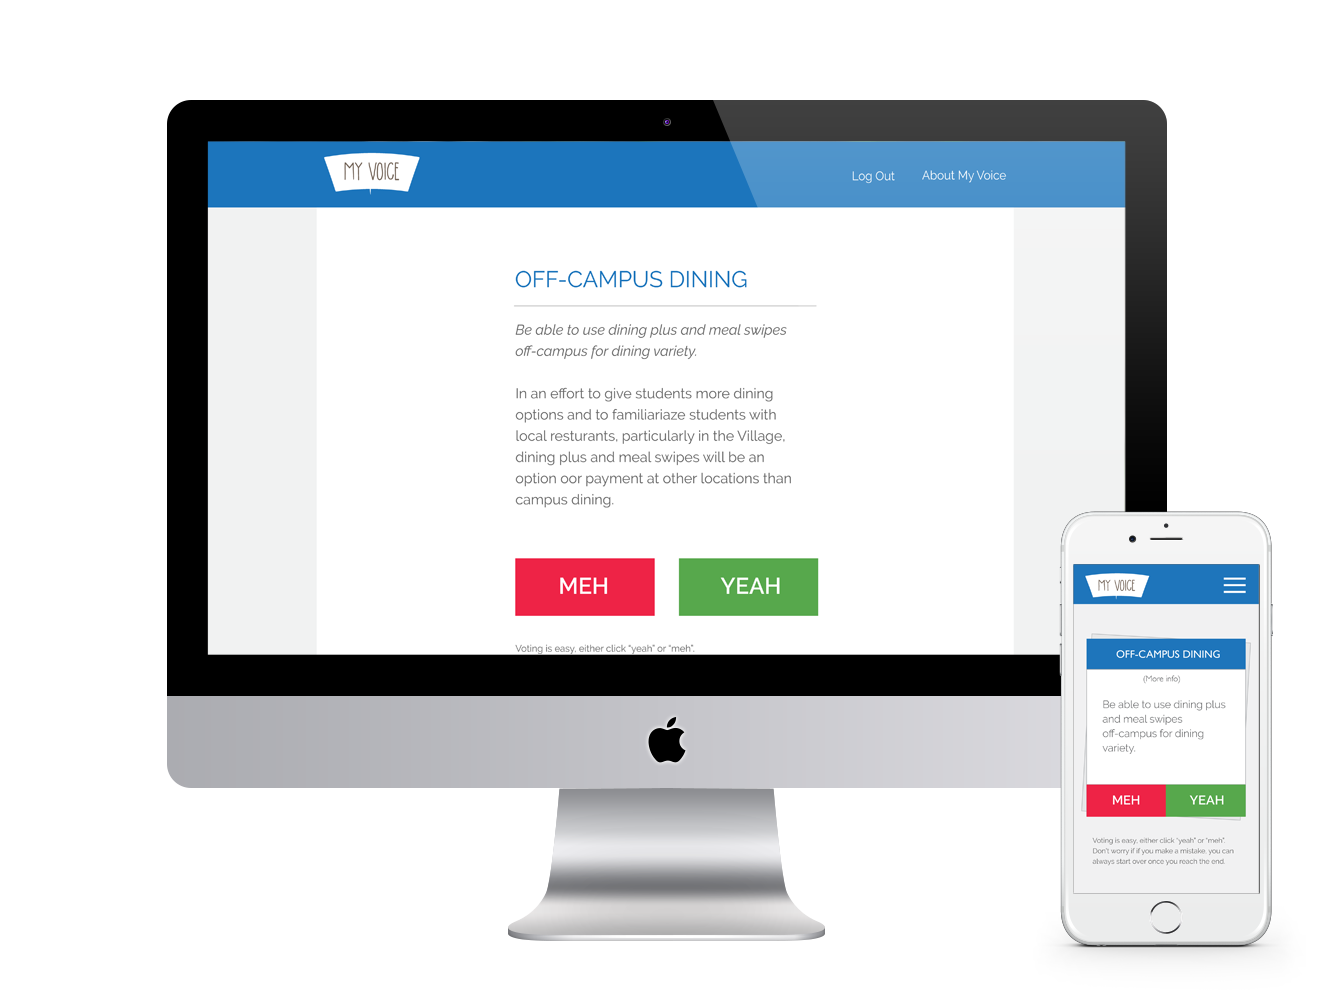 MY VOICE
Log Out
About My Voice
OFF-CAMPUS DINING
Be able to use dining plus and meal swipes
off-campus for dining variety.
In an effort to give students more dining
options and to familiariaze students with
local resturants, particularly in the Village,
dining plus and meal swipes will be an
option oor payment at other locations than
campus dining.
MEH
YEAH
Voting is easy, either click "yeah" or "meh".
MY VOICE
OFF-CAMPUS DINING
(More info)
Be able to use dining plus
and meal swipes
off-campus for dining
variety.
MEH
YEAH
Voting is easy, either click "yeah" or "meh".
Don't worry if if you make a mistake, you can
always start over once you reach the end.